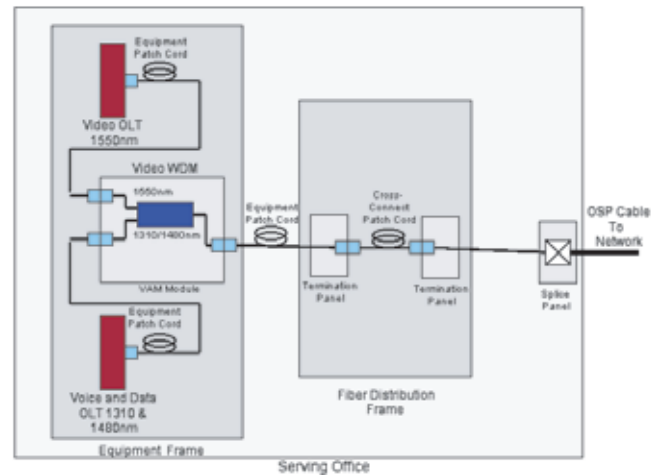 Equipment
Patch Cord
Video OLT
1550nm
Video WDM
1550nm
1310/1480nm
VAM Module
Equipment
Patch Cord
Voice and Data
OLT 1310 &
1480nm
Equipment Frame
Equipment
Patch Cord
Cross-
Connect
Patch Cord
Termination
Panel
Termination
Panel
Fiber Distribution
Frame
OSP Cable
To
Network
Splice
Panel
Serving Office